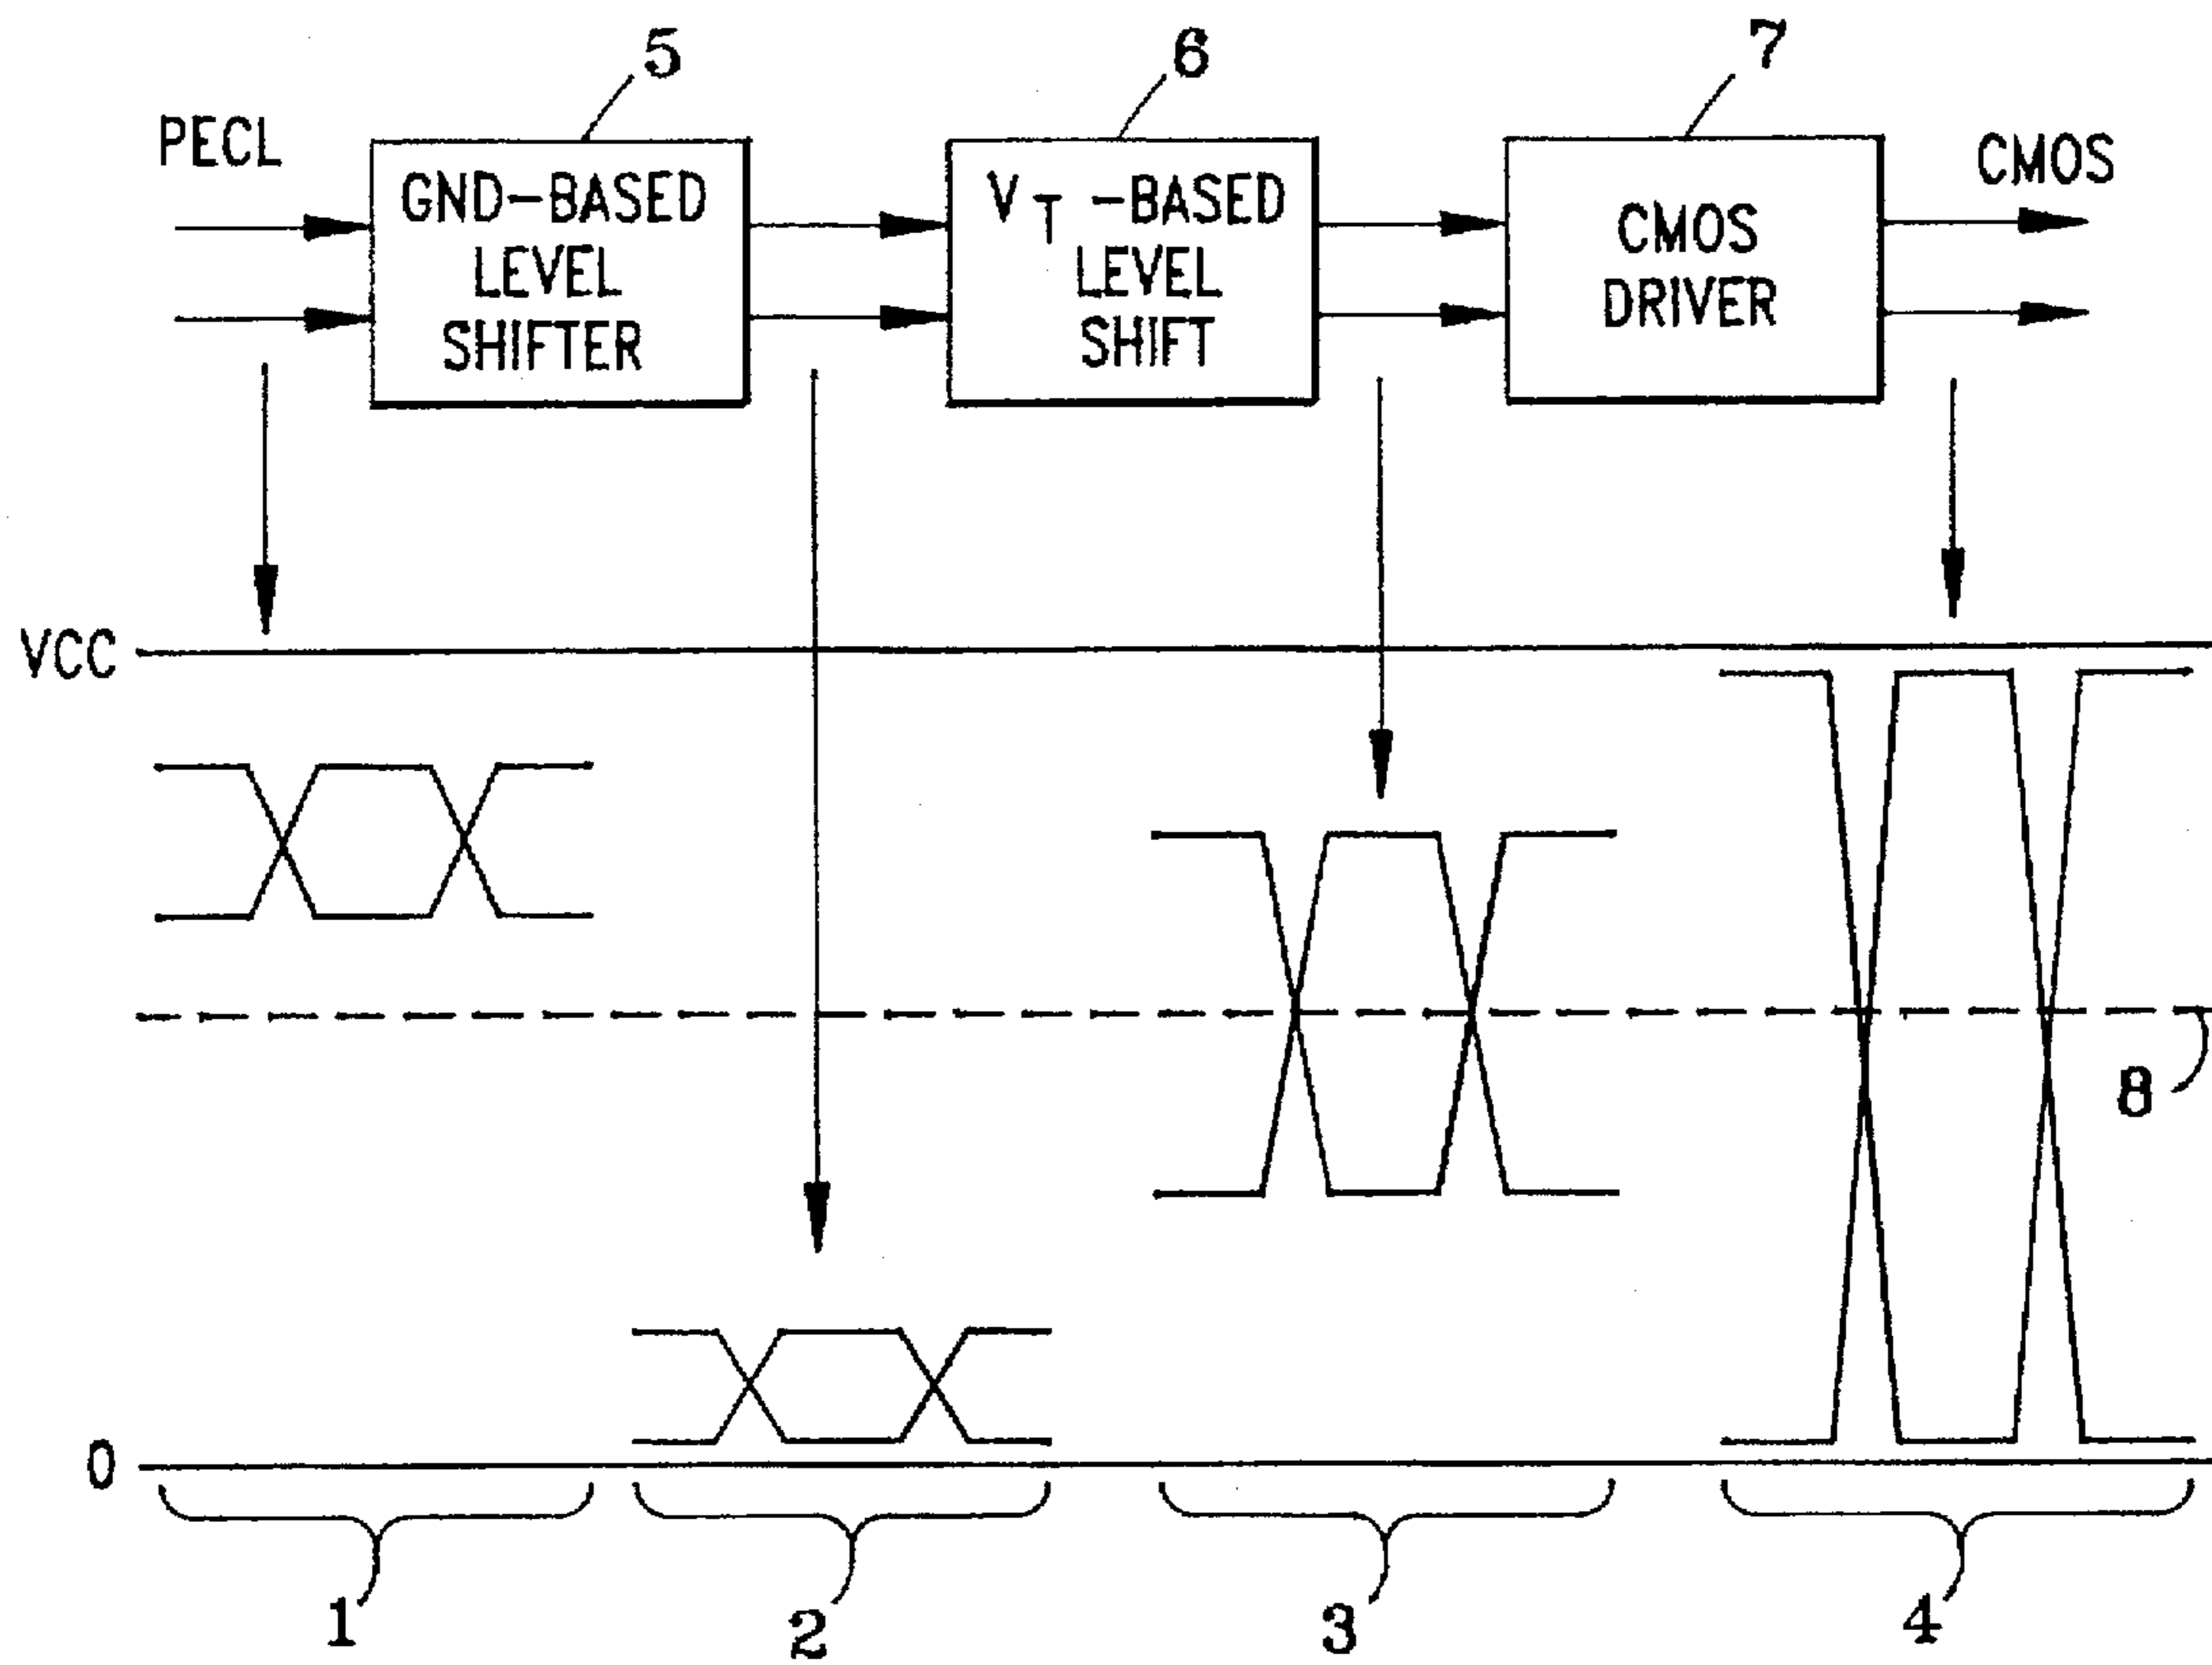 5
6
7
PECL
GND-BASED
LEVEL
SHIFTER
VT-BASED
LEVEL
SHIFT
CMOS
DRIVER
CMOS
VCC
8
0
1
2
3
4